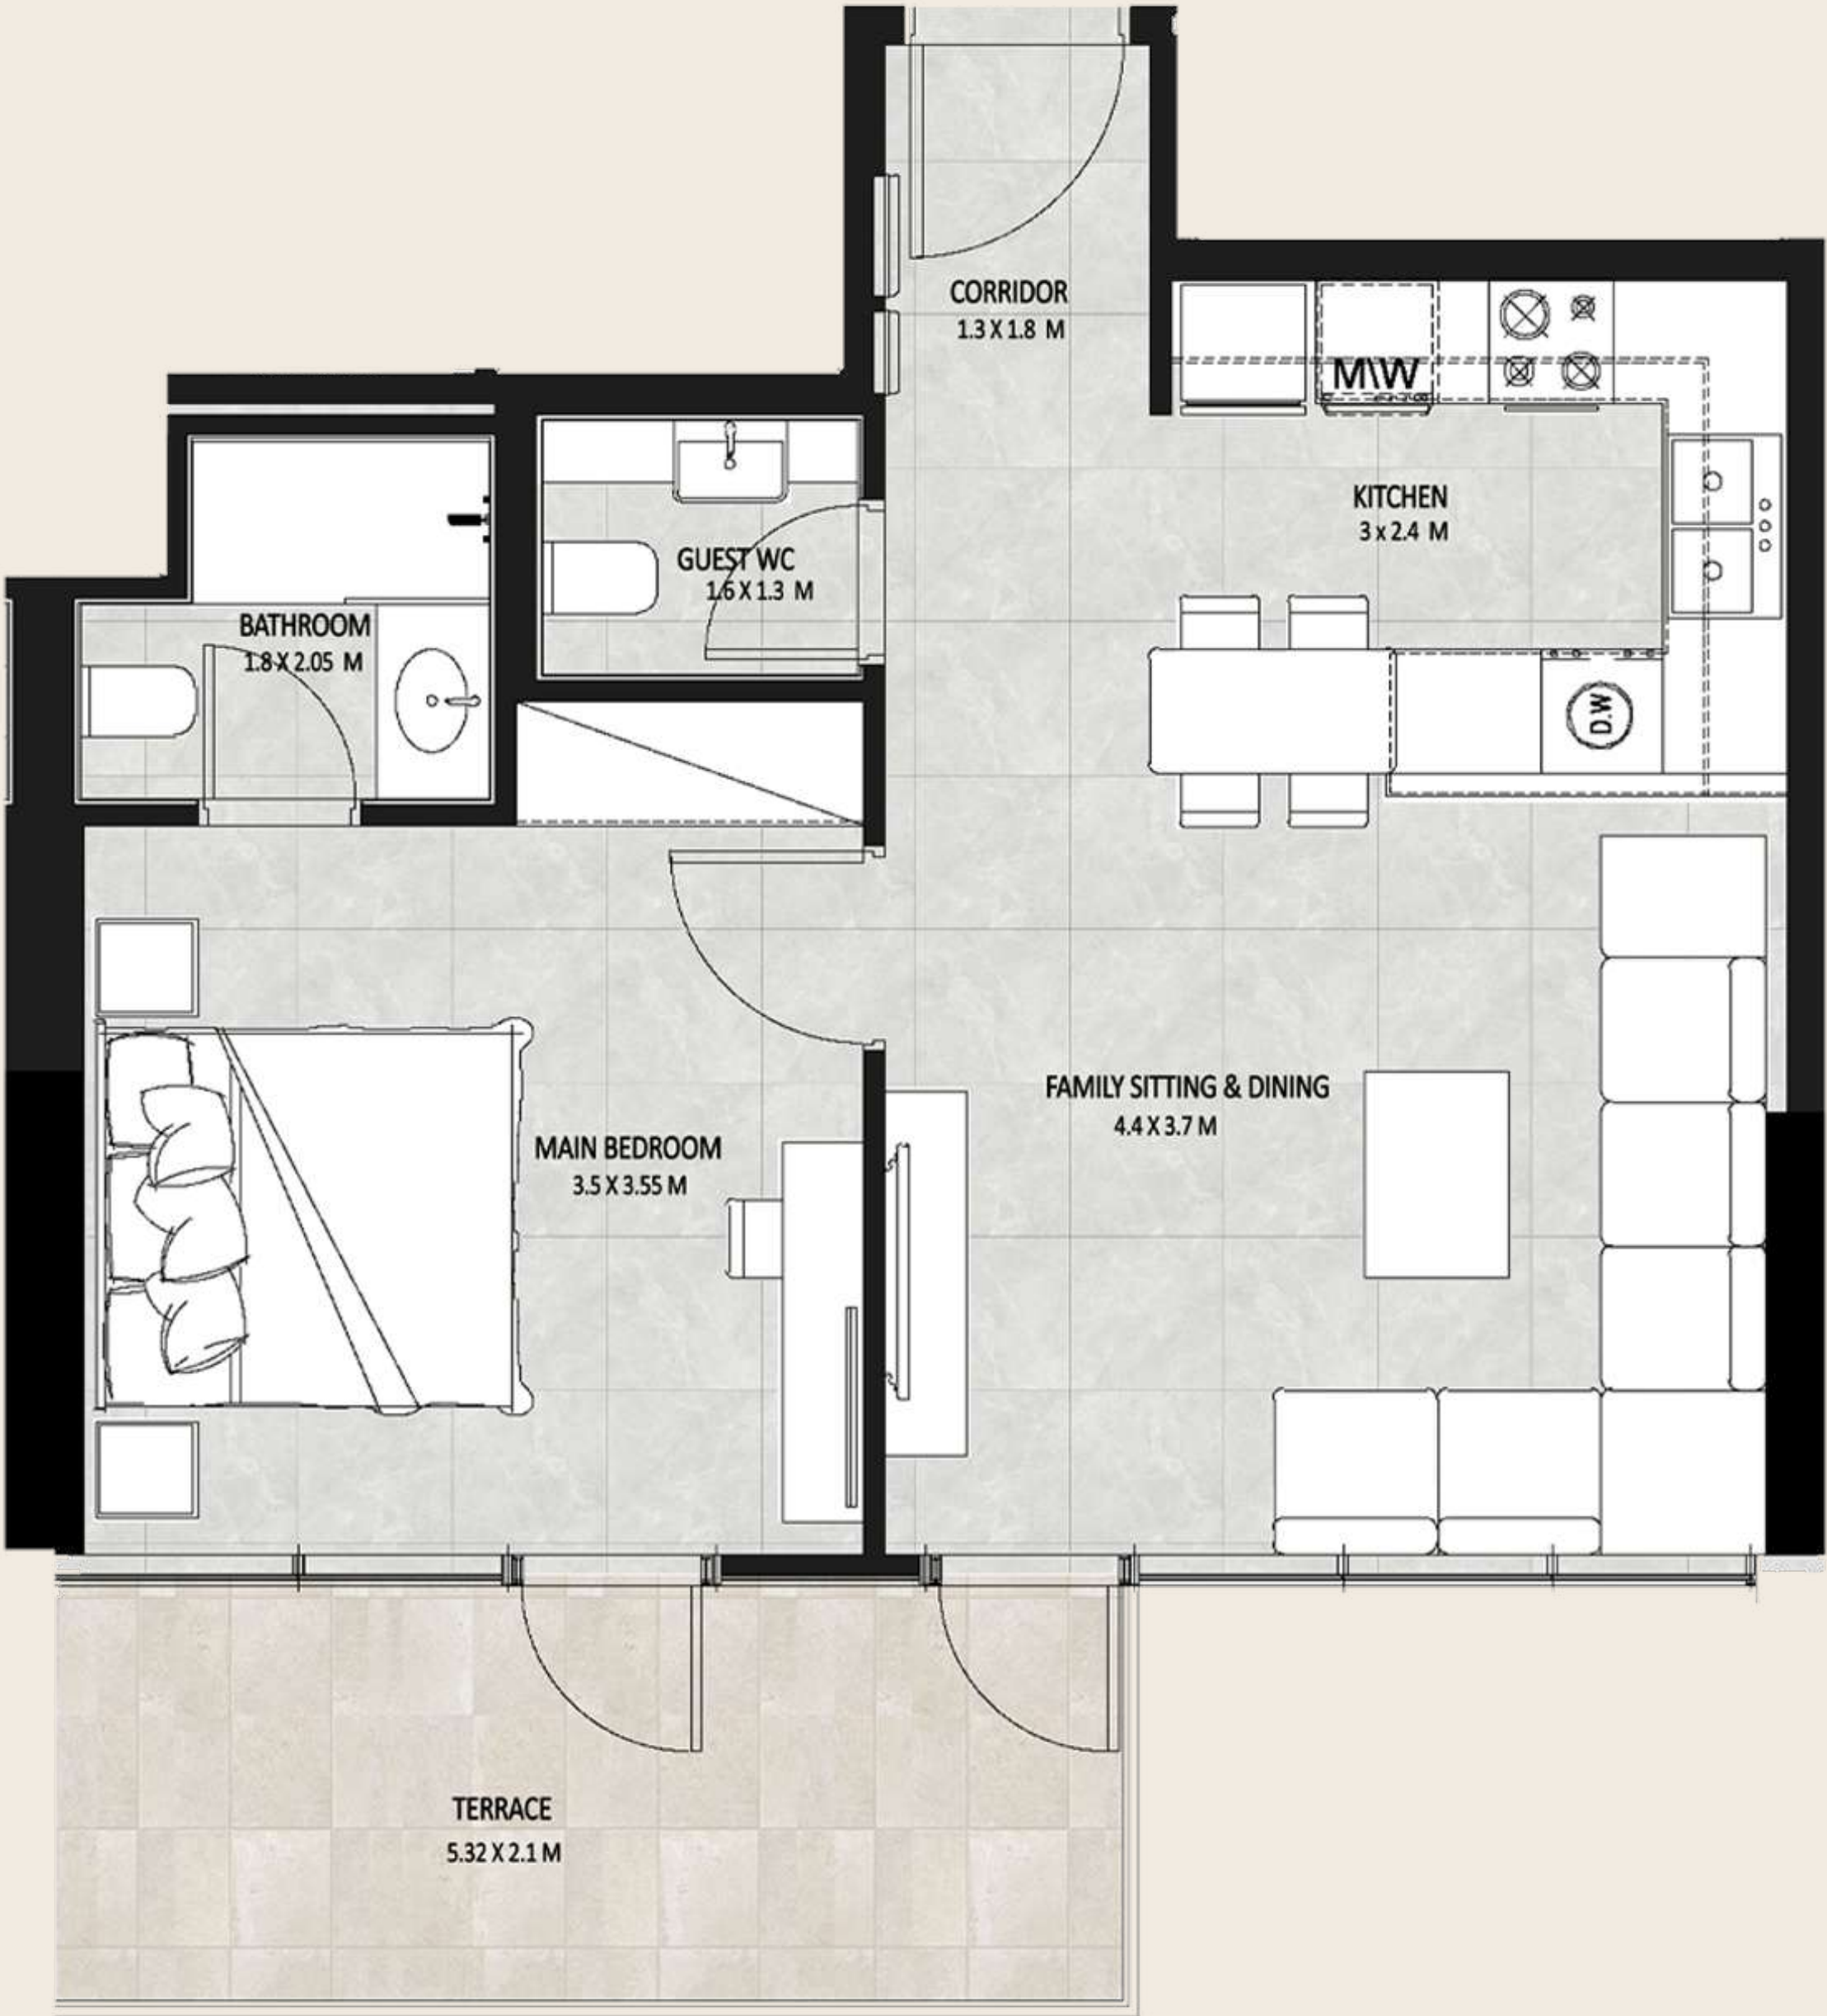 CORRIDOR
1.3 X 1.8 M
M\W
KITCHEN
3 x 2.4 M
GUEST WC
1.6 X 1.3 M
BATHROOM
1.8 X 2.05 M
D.W
FAMILY SITTING & DINING
4.4 X 3.7 M
MAIN BEDROOM
3.5 X 3.55 M
TERRACE
5.32 X 2.1 M